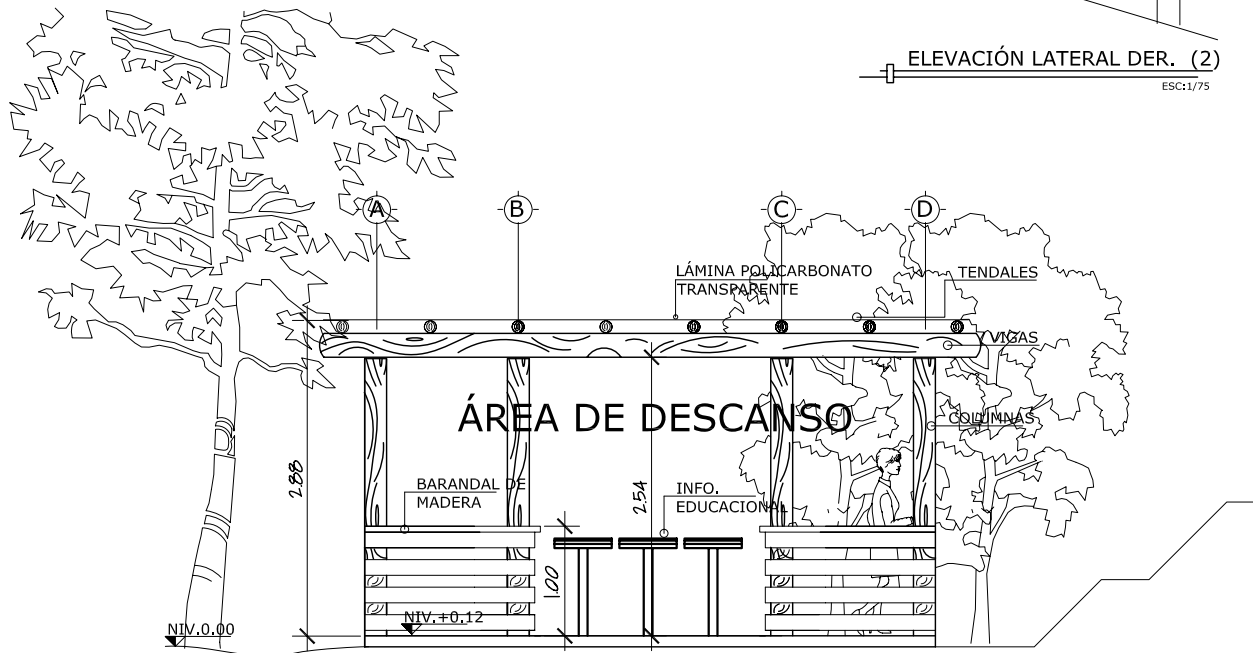 ELEVACIÓN LATERAL DER. (2)
ESC:1/75
A
B
C
D
LÁMINA POLICARBONATO
TRANSPARENTE
TENDALES
VIGAS
ÁREA DE DESCANSO
COLUMNAS
2.88
BARANDAL DE
MADERA
2.54
INFO.
EDUCACIONAL
1.00
NIV.+0.12
NIV.0.00